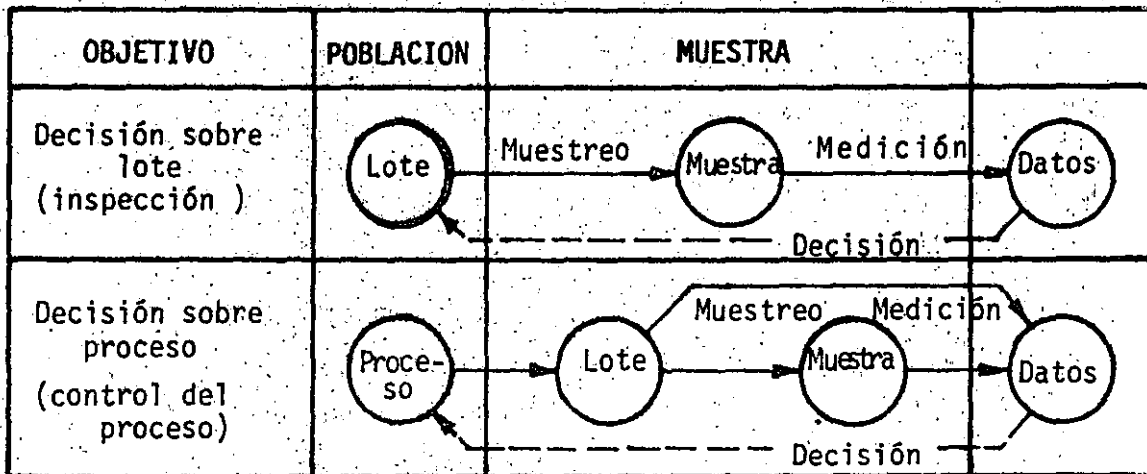 OBJETIVO
POBLACION
MUESTRA
Decisión sobre
lote
(inspección )
Lote
Muestreo
Muestra
Medición
Datos
Decisión
Decisión sobre
proceso
(control del
proceso)
Proce-
so
Lote
Muestreo
Muestra
Medición
Datos
Decisión